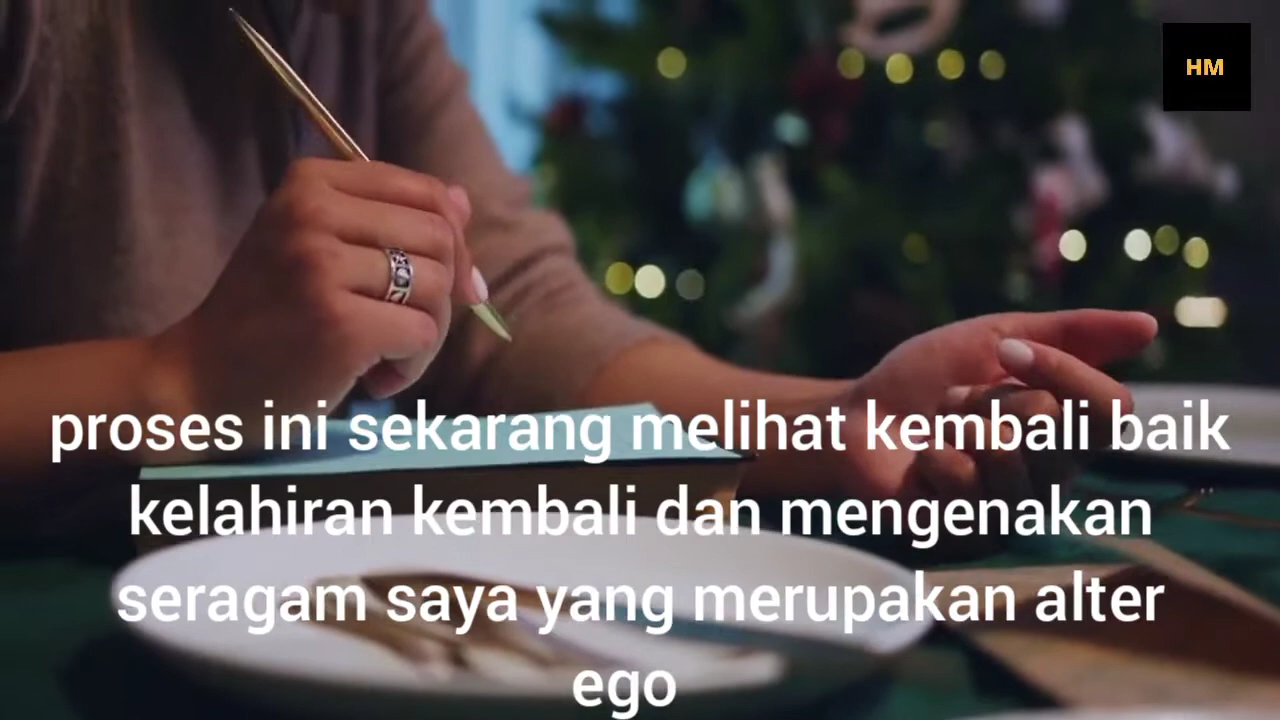 HM
proses ini sekarang melihat kembali baik
kelahiran kembali dan mengenakan
seragam saya yang merupakan alter
ego